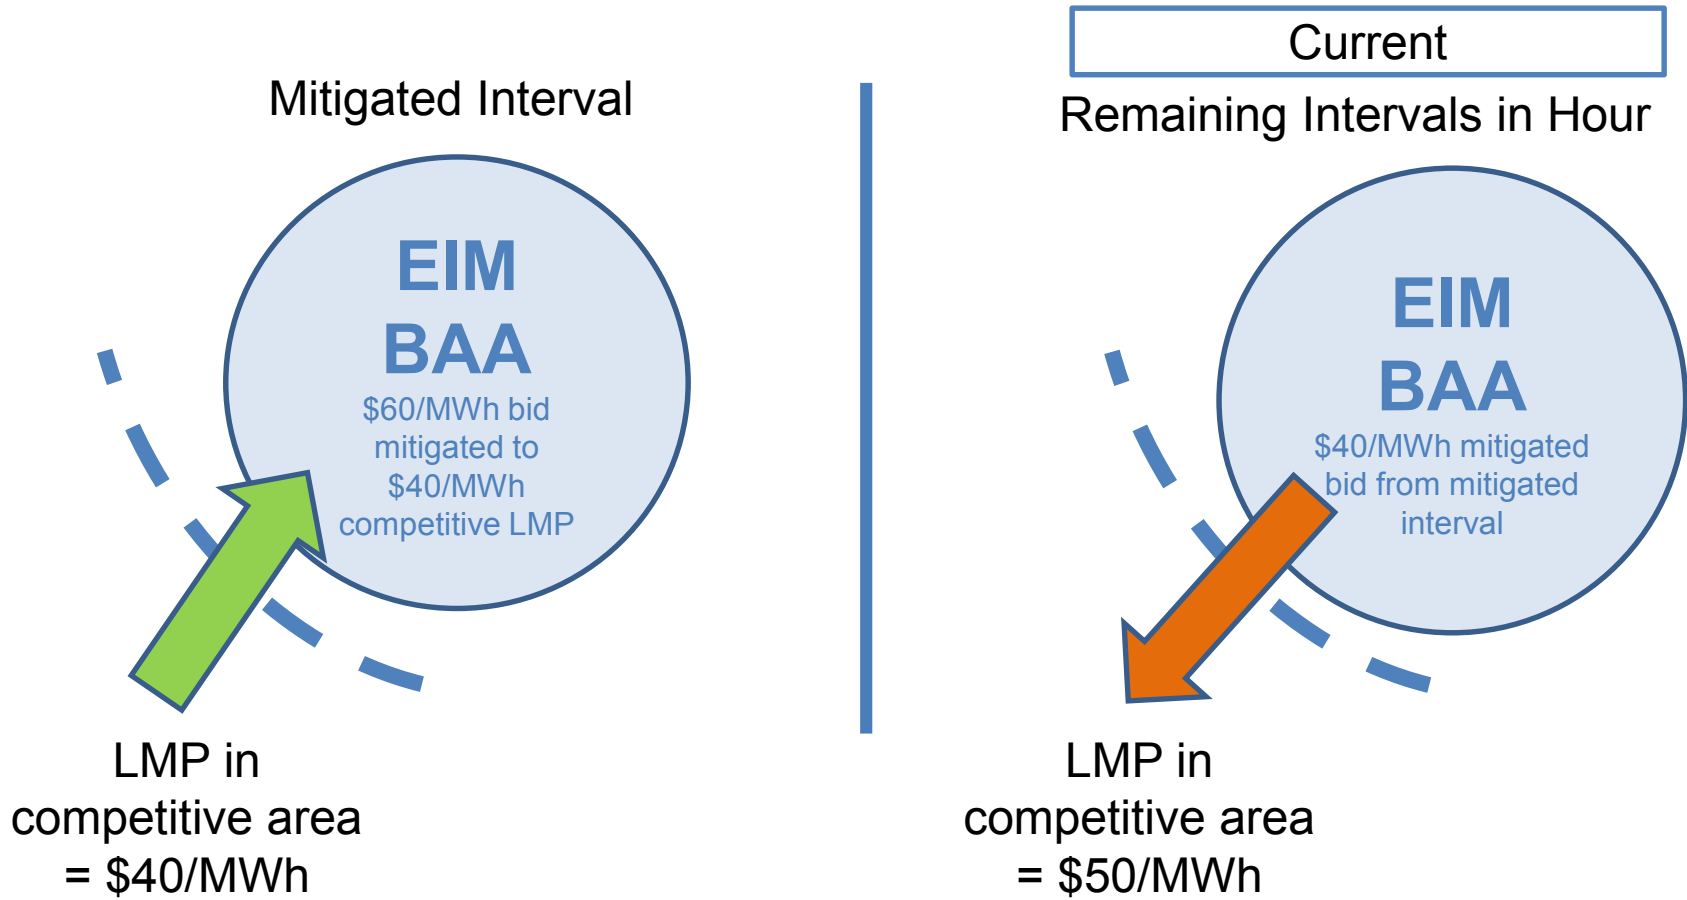 Mitigated Interval
EIM
BAA
$60/MWh bid
mitigated to
$40/MWh
competitive LMP
LMP in
competitive area
= $40/MWh
Current
Remaining Intervals in Hour
EIM
BAA
$40/MWh mitigated
bid from mitigated
interval
LMP in
competitive area
= $50/MWh